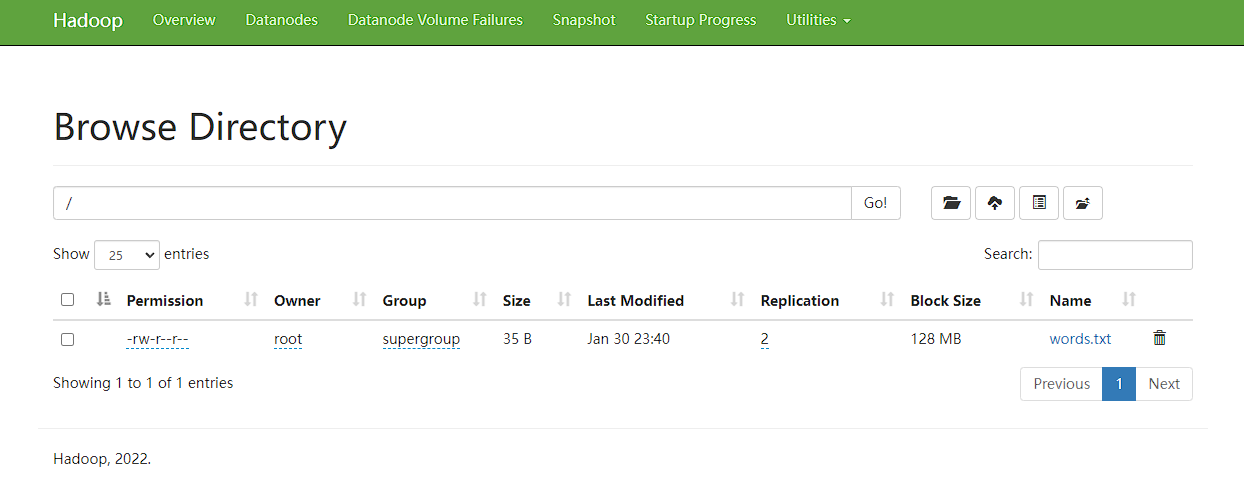 Hadoop Overview Datanodes Datanode Volume Failures Snapshot Startup Progress Utilities
Browse Directory
/ Go!
Show 25 entries Search:
Permission Owner Group Size Last Modified Replication Block Size Name
-rw-r--r-- root supergroup 35 B Jan 30 23:40 2 128 MB words.txt
Showing 1 to 1 of 1 entries Previous 1 Next
Hadoop, 2022.